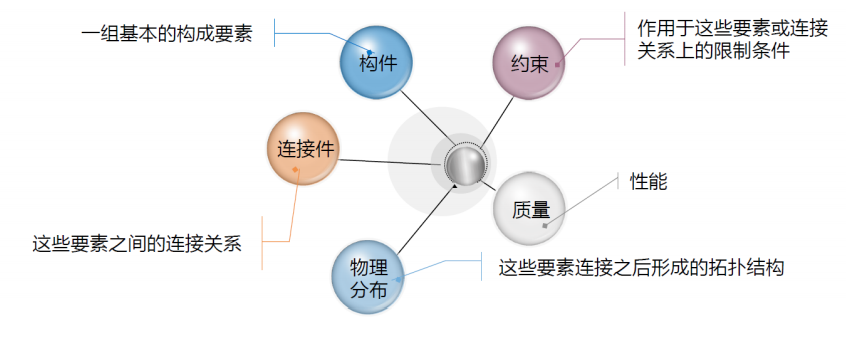 一组基本的构成要素
构件
约束
作用于这些要素或连接
关系上的限制条件
连接件
质量
性能
这些要素之间的连接关系
物理
分布
这些要素连接之后形成的拓扑结构